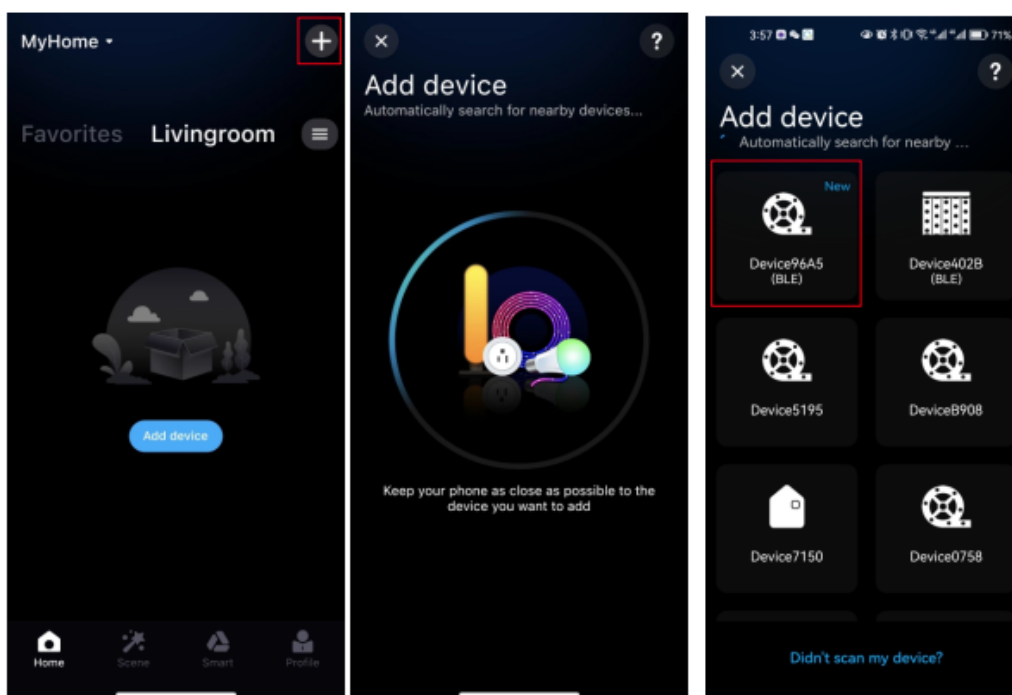 MyHome
Favorites Livingroom
Add device
Home Scene Smart Profile
Add device
Automatically search for nearby devices...
Keep your phone as close as possible to the
device you want to add
3:57 71%
Add device
Automatically search for nearby ...
New
Device96A5
(BLE)
Device402B
(BLE)
Device5195
DeviceB908
Device7150
Device0758
Didn't scan my device?